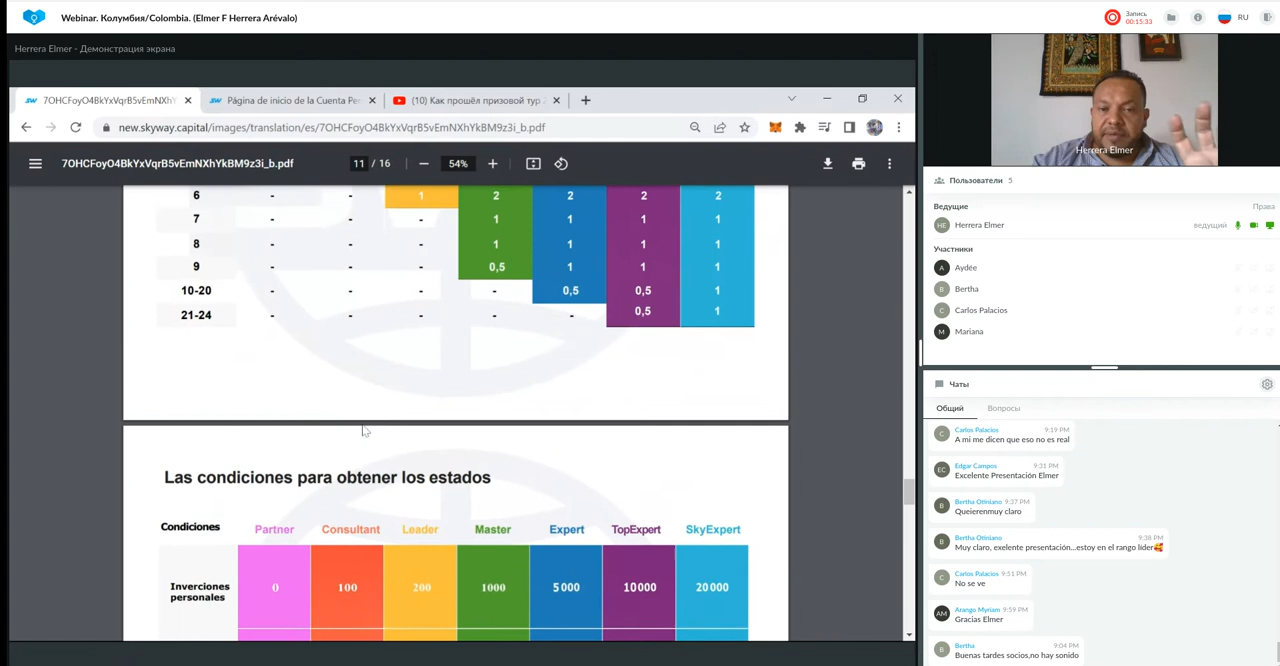 Webinar. Колумбия/Colombia. (Elmer F Herrera Arévalo)
Запись
00:15:33
RU
Herrera Elmer - Демонстрация экрана
7OHCFoyO4BkYxVqrB5vEmNXhY
Página de inicio de la Cuenta Per
(10) Как прошёл призовой тур
new.skyway.capital/images/translation/es/7OHCFoyO4BkYxVqrB5vEmNXhYkBM9z3i_b.pdf
7OHCFoyO4BkYxVqrB5vEmNXhYkBM9z3i_b.pdf
11 / 16
54%
6 - - 1 2 2 2 2
7 - - - 1 1 1 1
8 - - - 1 1 1 1
9 - - - 0,5 1 1 1
10-20 - - - - 0,5 0,5 1
21-24 - - - - - 0,5 1
Las condiciones para obtener los estados
Condiciones Partner Consultant Leader Master Expert TopExpert SkyExpert
Inverciones
personales
0 100 200 1000 5 000 10 000 20 000
Herrera Elmer
Пользователи 5
Ведущие Права
HE Herrera Elmer ведущий
Участники
A Aydée
B Bertha
C Carlos Palacios
M Mariana
Чаты
Общий Вопросы
C Carlos Palacios 9:19 PM
A mi me dicen que eso no es real
EC Edgar Campos 9:31 PM
Excelente Presentación Elmer
B Bertha Otiniano 9:37 PM
Queierenmuy claro
B Bertha Otiniano 9:38 PM
Muy claro, exelente presentación...estoy en el rango líder🥰
C Carlos Palacios 9:51 PM
No se ve
AM Arango Myriam 9:59 PM
Gracias Elmer
B Bertha 9:04 PM
Buenas tardes socios,no hay sonido